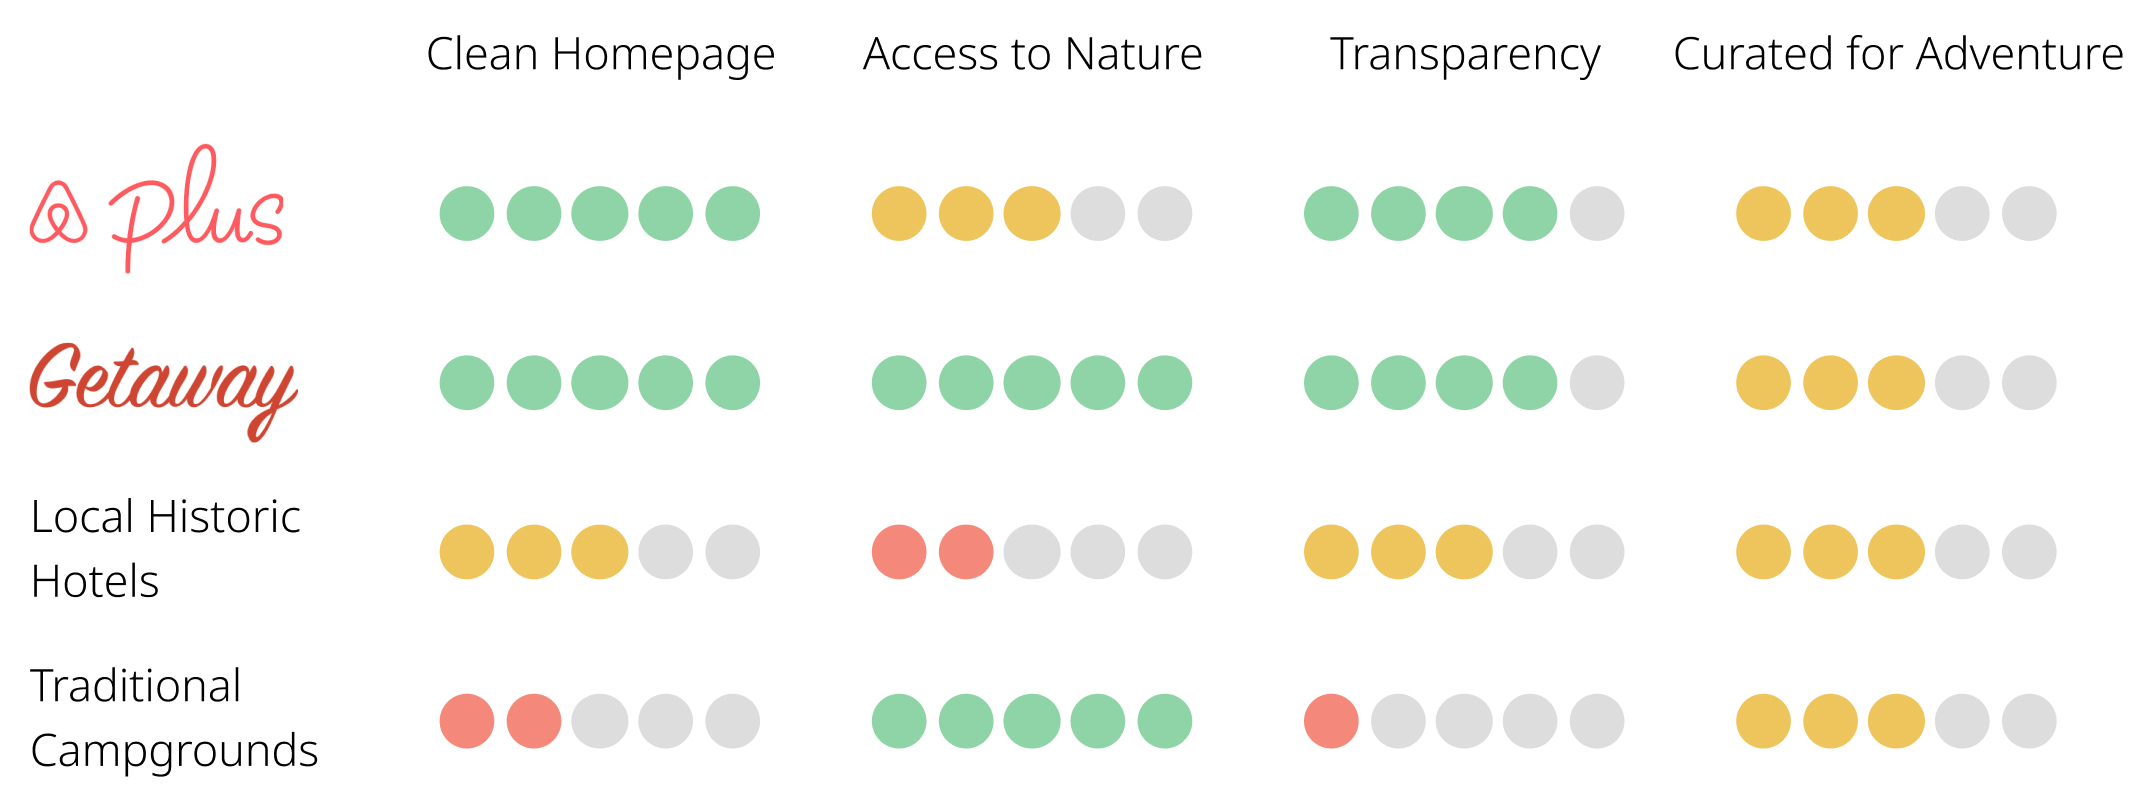 Clean Homepage Access to Nature Transparency Curated for Adventure
plus
Getaway
Local Historic
Hotels
Traditional
Campgrounds